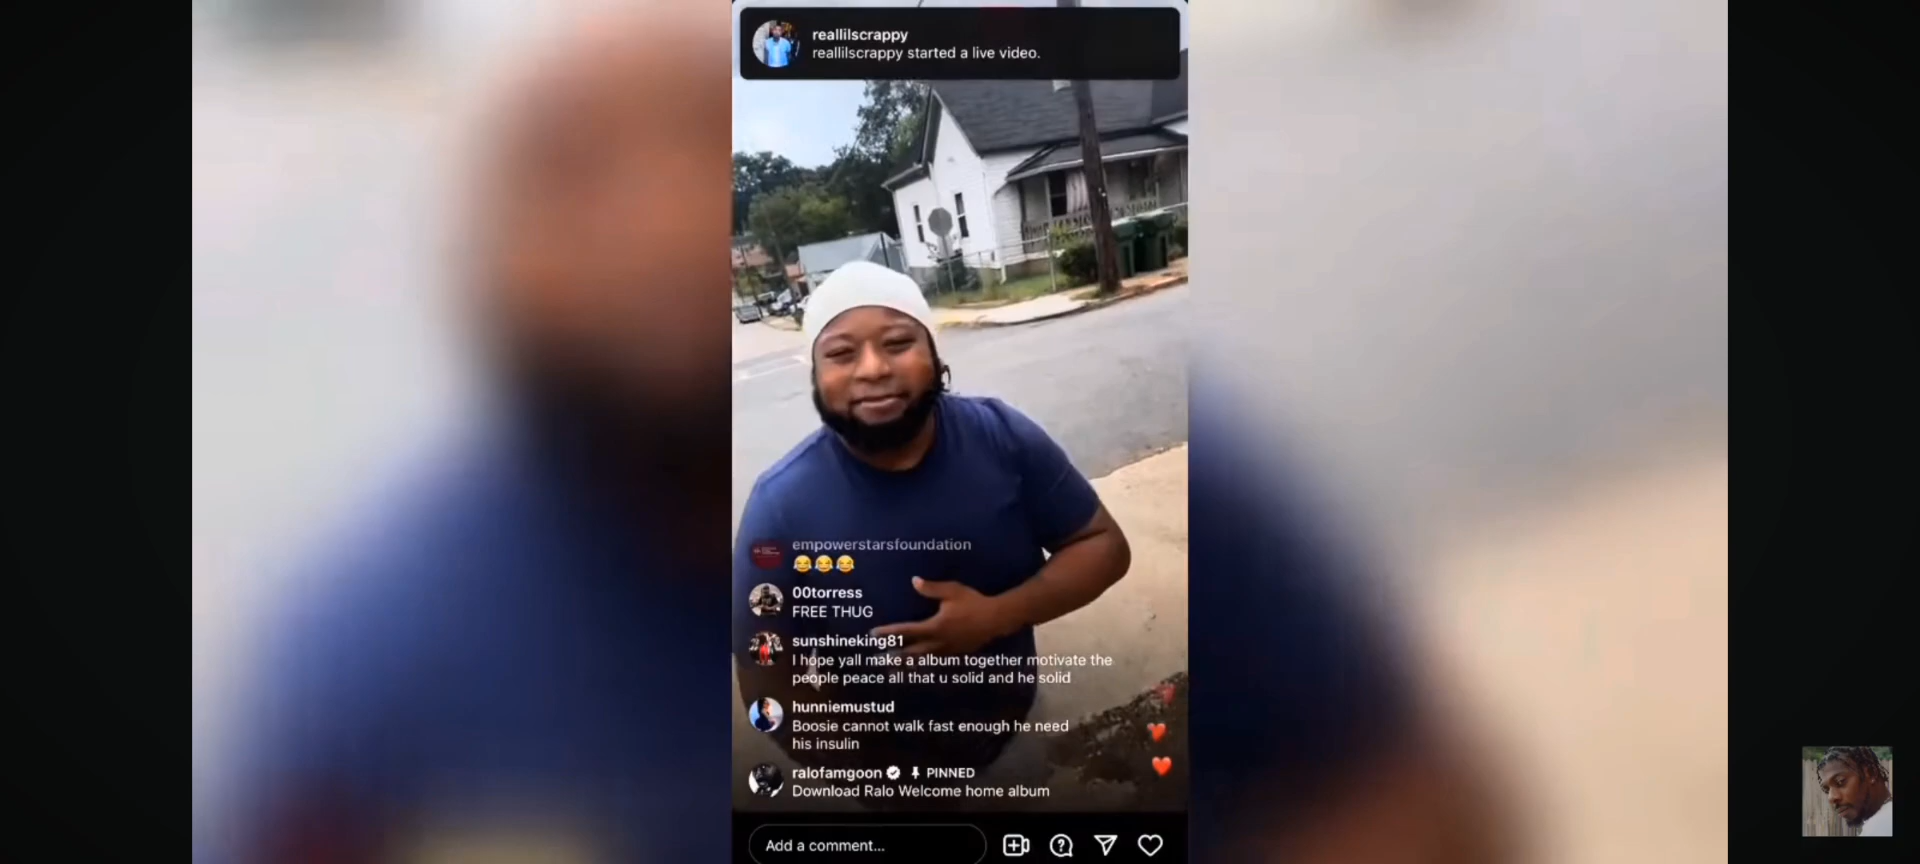 reallilscrappy
reallilscrappy started a live video.
empowerstarsfoundation
😂😂😂
00torress
FREE THUG
sunshineking81
I hope yall make a album together motivate the
people peace all that u solid and he solid
hunniemustud
Boosie cannot walk fast enough he need
his insulin
ralofamgoon PINNED
Download Ralo Welcome home album
Add a comment...